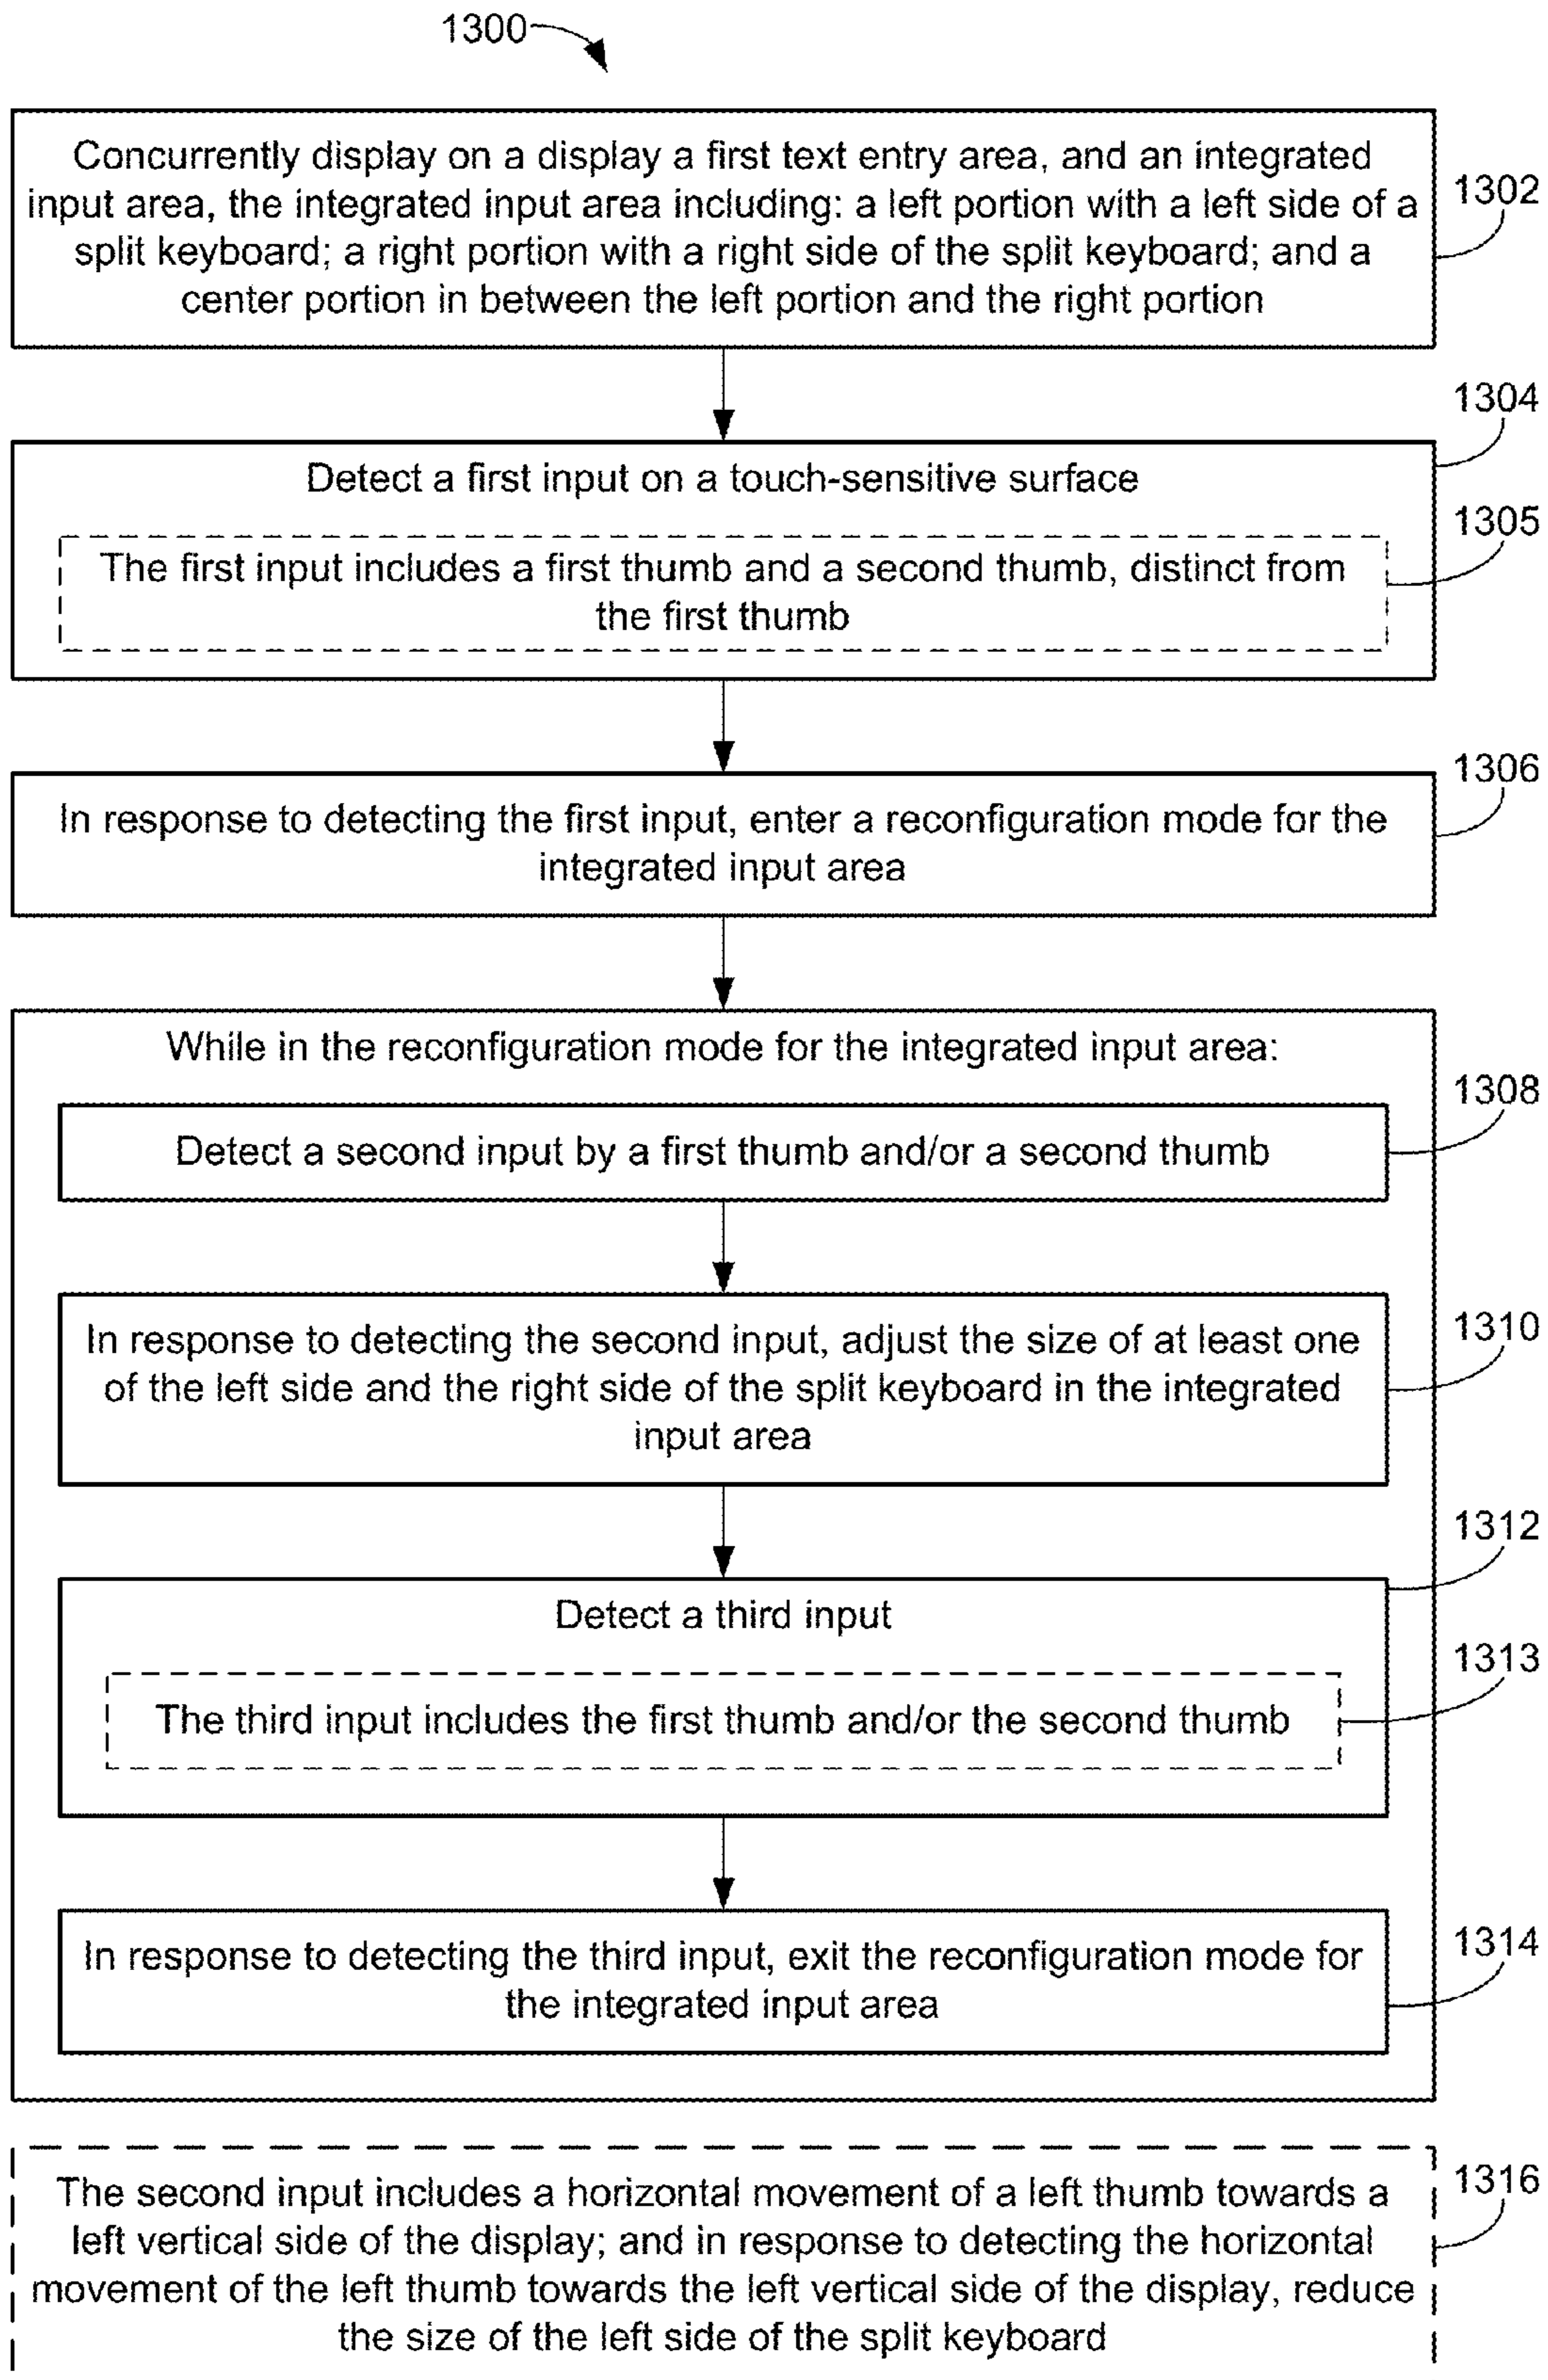 1300
Concurrently display on a display a first text entry area, and an integrated
input area, the integrated input area including: a left portion with a left side of a
split keyboard; a right portion with a right side of the split keyboard; and a
center portion in between the left portion and the right portion
1302
1304
Detect a first input on a touch-sensitive surface
1305
The first input includes a first thumb and a second thumb, distinct from
the first thumb
1306
In response to detecting the first input, enter a reconfiguration mode for the
integrated input area
While in the reconfiguration mode for the integrated input area:
1308
Detect a second input by a first thumb and/or a second thumb
1310
In response to detecting the second input, adjust the size of at least one
of the left side and the right side of the split keyboard in the integrated
input area
1312
Detect a third input
1313
The third input includes the first thumb and/or the second thumb
1314
In response to detecting the third input, exit the reconfiguration mode for
the integrated input area
1316
The second input includes a horizontal movement of a left thumb towards a
left vertical side of the display; and in response to detecting the horizontal
movement of the left thumb towards the left vertical side of the display, reduce
the size of the left side of the split keyboard